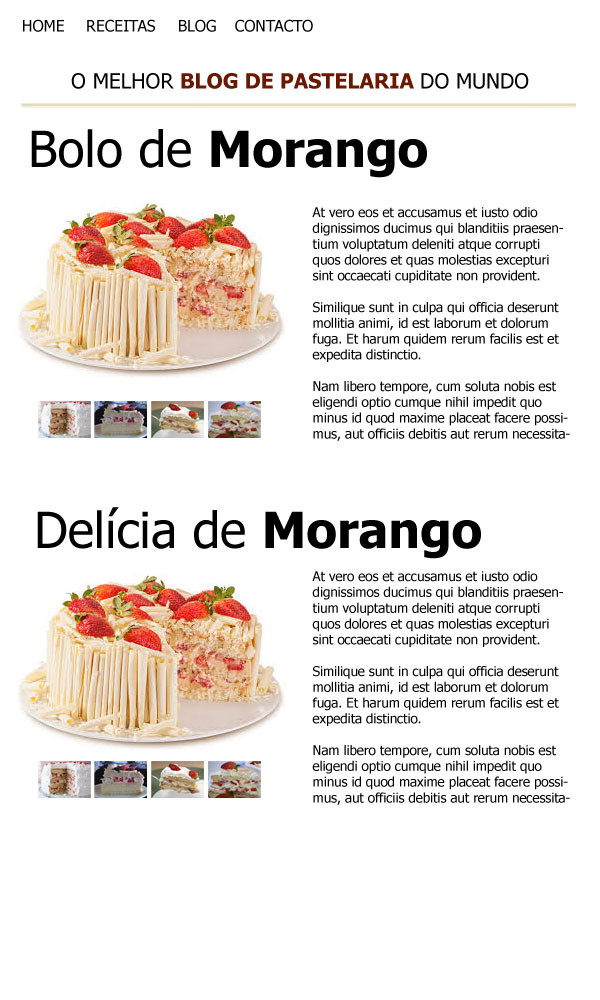 HOME RECEITAS BLOG CONTACTO
O MELHOR BLOG DE PASTELARIA DO MUNDO
Bolo de Morango
At vero eos et accusamus et iusto odio
dignissimos ducimus qui blanditiis praesen-
tium voluptatum deleniti atque corrupti
quos dolores et quas molestias excepturi
sint occaecati cupiditate non provident.
Similique sunt in culpa qui officia deserunt
mollitia animi, id est laborum et dolorum
fuga. Et harum quidem rerum facilis est et
expedita distinctio.
Nam libero tempore, cum soluta nobis est
eligendi optio cumque nihil impedit quo
minus id quod maxime placeat facere possi-
mus, aut officiis debitis aut rerum necessita-
Delícia de Morango
At vero eos et accusamus et iusto odio
dignissimos ducimus qui blanditiis praesen-
tium voluptatum deleniti atque corrupti
quos dolores et quas molestias excepturi
sint occaecati cupiditate non provident.
Similique sunt in culpa qui officia deserunt
mollitia animi, id est laborum et dolorum
fuga. Et harum quidem rerum facilis est et
expedita distinctio.
Nam libero tempore, cum soluta nobis est
eligendi optio cumque nihil impedit quo
minus id quod maxime placeat facere possi-
mus, aut officiis debitis aut rerum necessita-